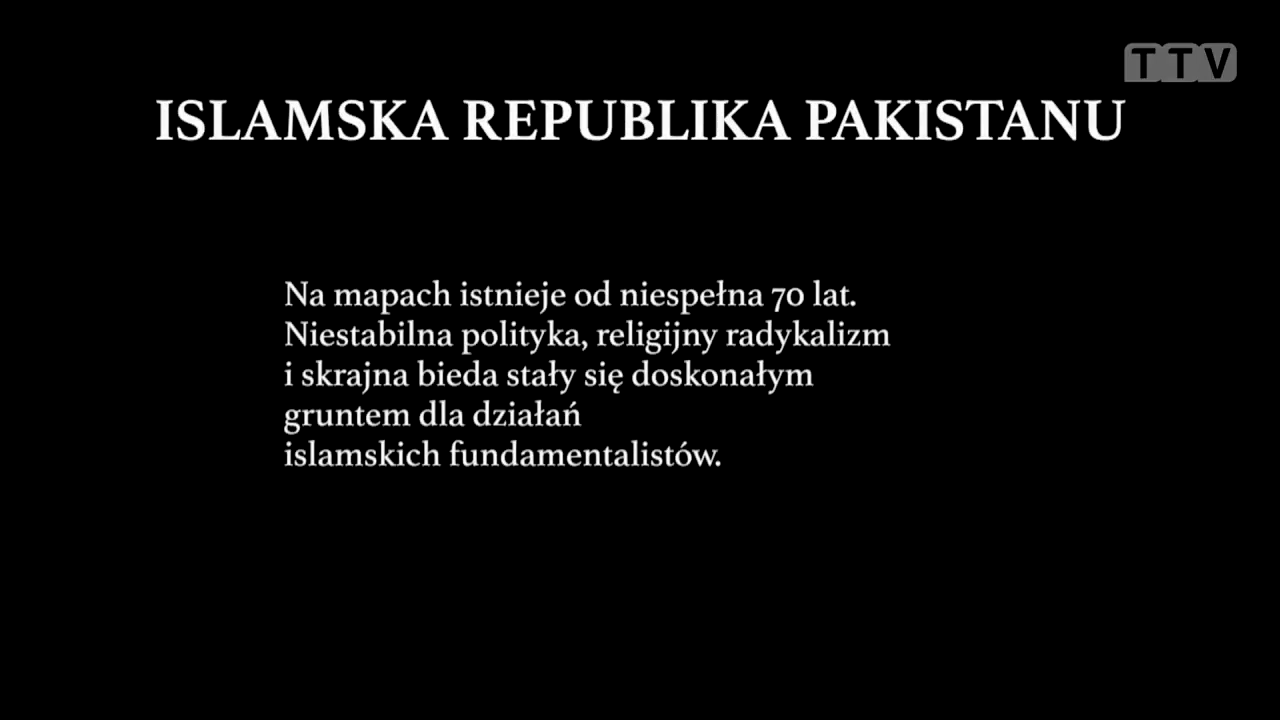 TTV
ISLAMSKA REPUBLIKA PAKISTANU
Na mapach istnieje od niespełna 70 lat.
Niestabilna polityka, religijny radykalizm
i skrajna bieda stały się doskonałym
gruntem dla działań
islamskich fundamentalistów.